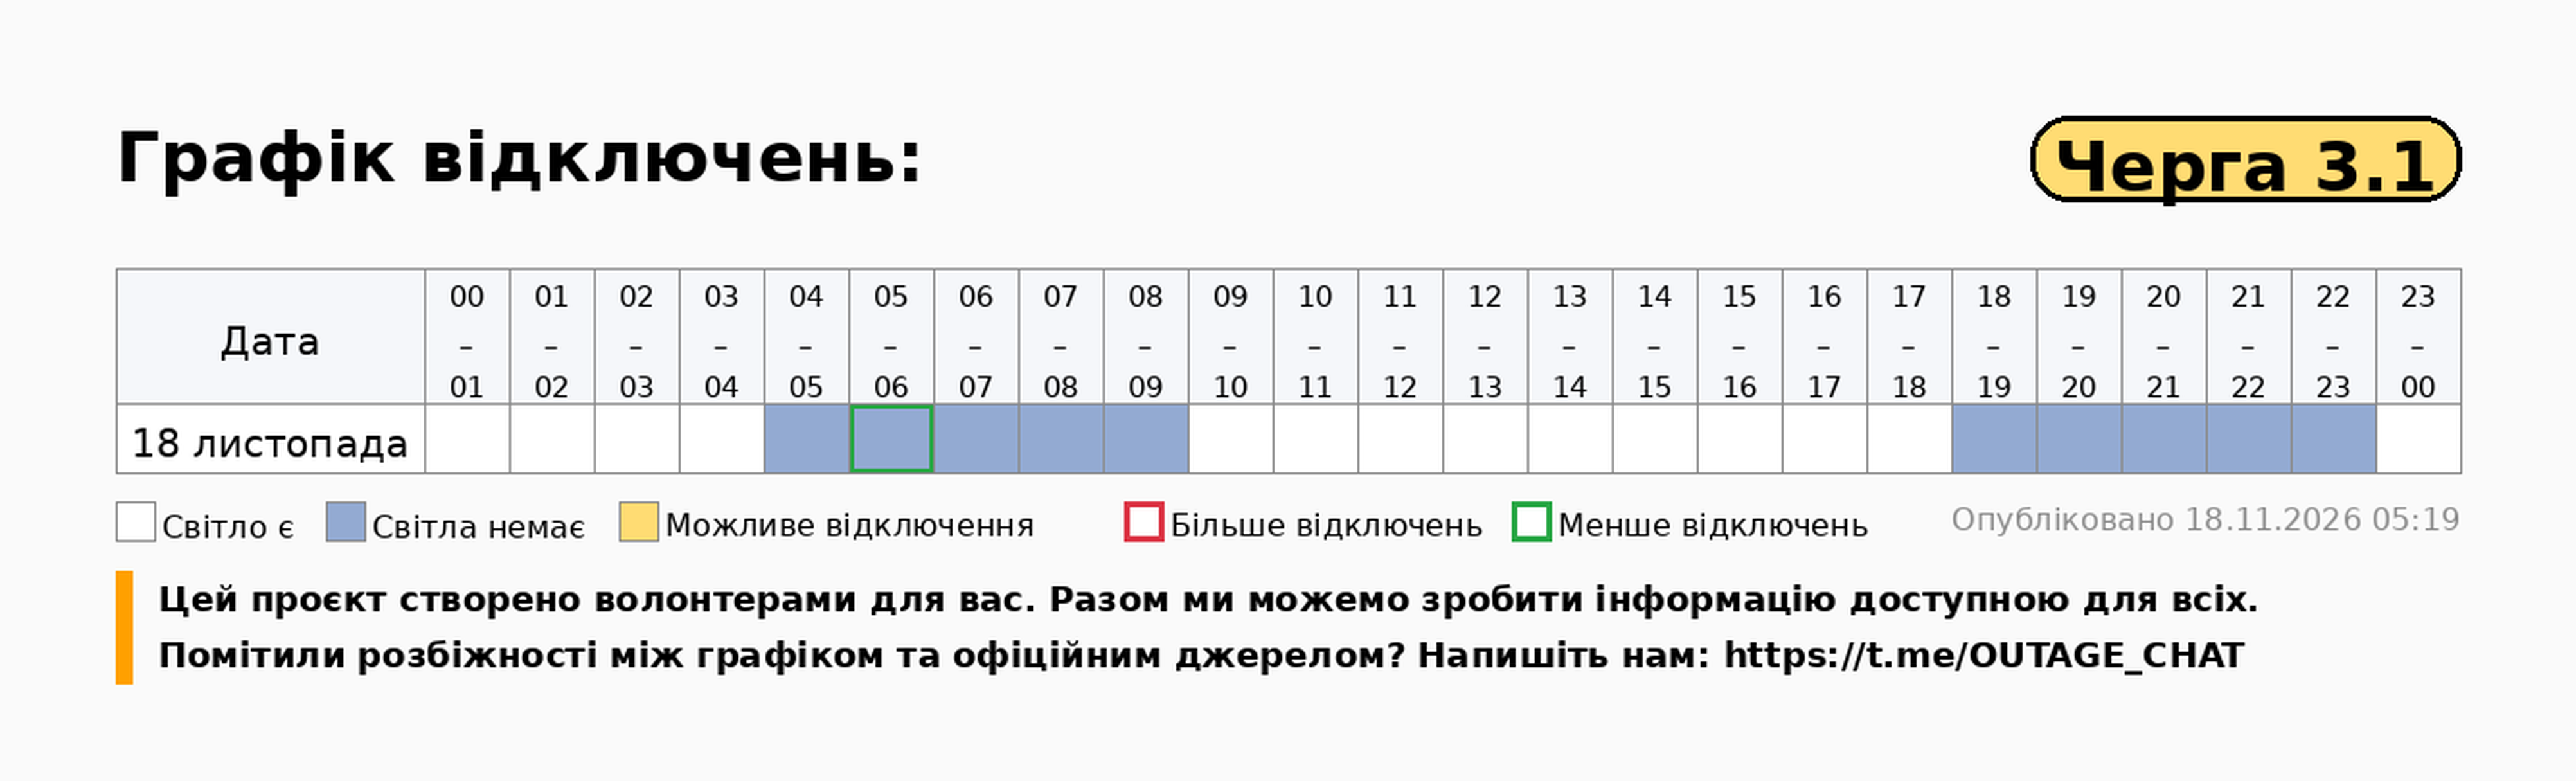 Графік відключень:
Черга 3.1
Дата
00 – 01
01 – 02
02 – 03
03 – 04
04 – 05
05 – 06
06 – 07
07 – 08
08 – 09
09 – 10
10 – 11
11 – 12
12 – 13
13 – 14
14 – 15
15 – 16
16 – 17
17 – 18
18 – 19
19 – 20
20 – 21
21 – 22
22 – 23
23 – 00
18 листопада
Світло є
Світла немає
Можливе відключення
Більше відключень
Менше відключень
Опубліковано 18.11.2026 05:19
Цей проєкт створено волонтерами для вас. Разом ми можемо зробити інформацію доступною для всіх.
Помітили розбіжності між графіком та офіційним джерелом? Напишіть нам: https://t.me/OUTAGE_CHAT